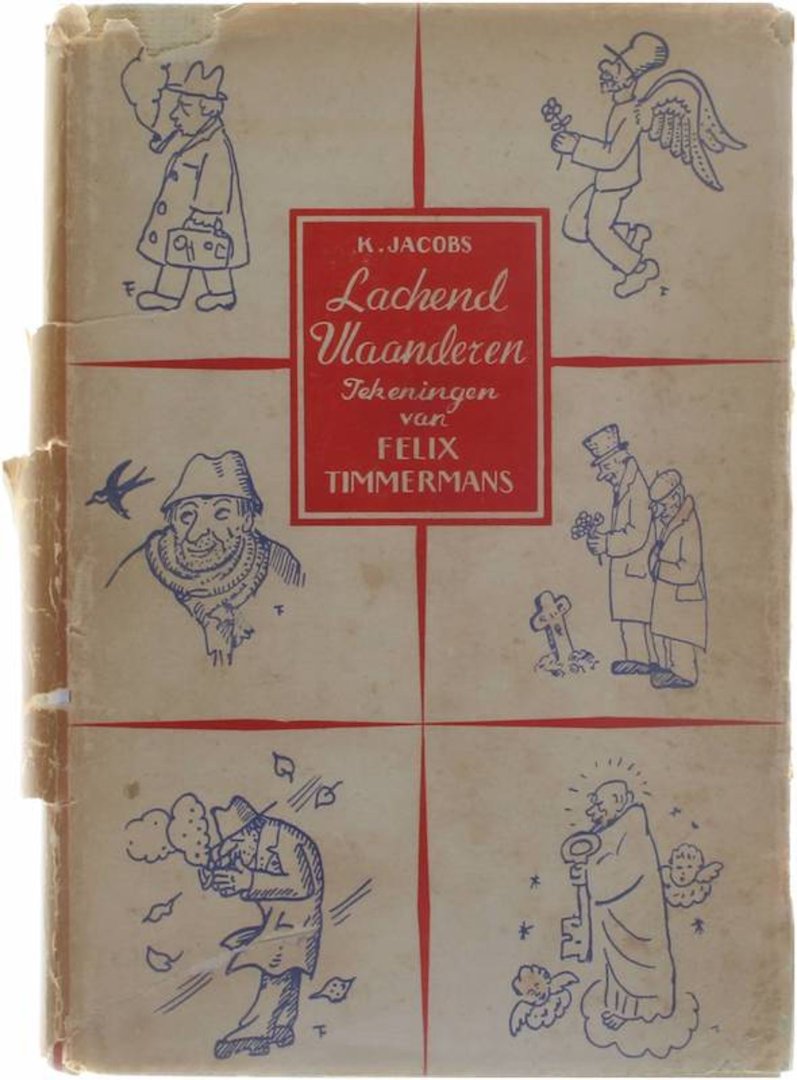 K. JACOBS
Lachend
Vlaanderen
Tekeningen
van
FELIX
TIMMERMANS